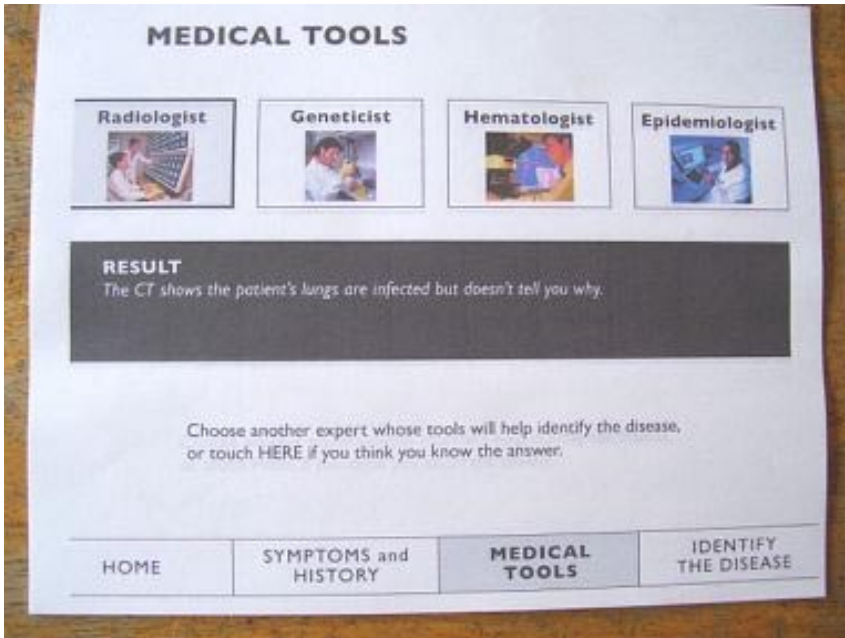 MEDICAL TOOLS
Radiologist
Geneticist
Hematologist
Epidemiologist
RESULT
The CT shows the patient's lungs are infected but doesn't tell you why.
Choose another expert whose tools will help identify the disease,
or touch HERE if you think you know the answer.
HOME
SYMPTOMS and
HISTORY
MEDICAL
TOOLS
IDENTIFY
THE DISEASE